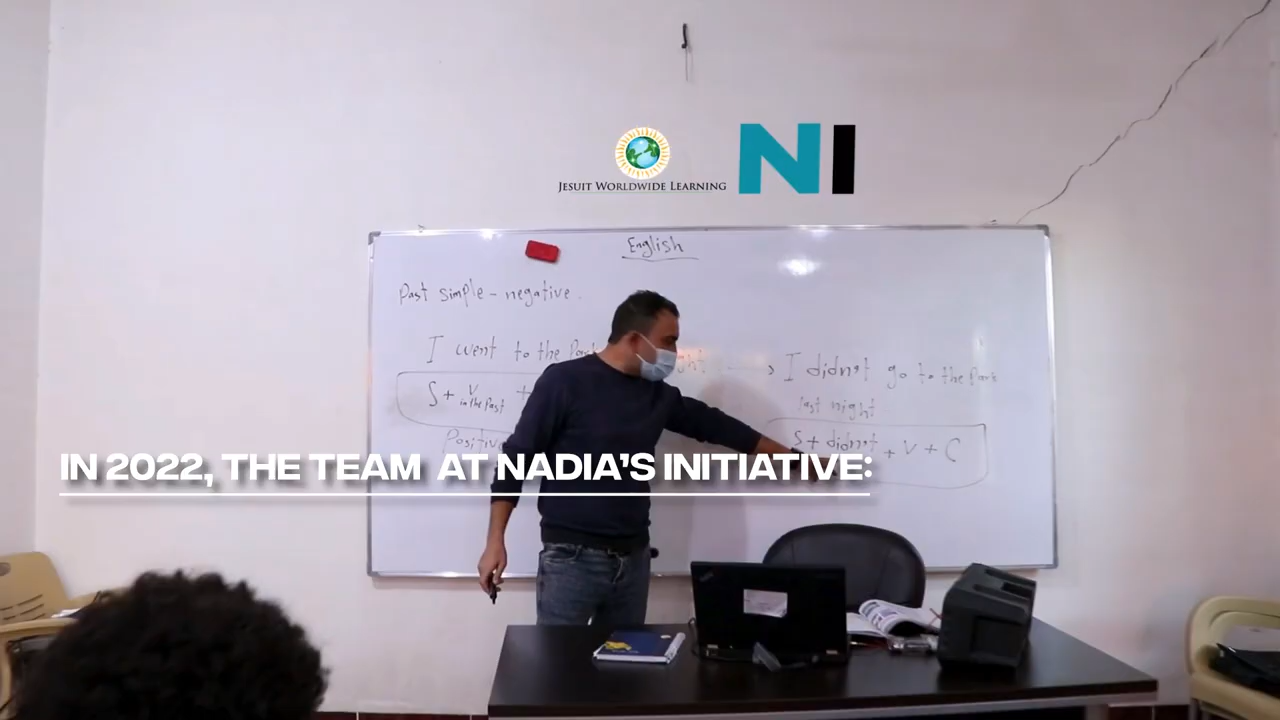 JESUIT WORLDWIDE LEARNING
NI
English
Past simple - negative.
I went to the Park
I didn't go to the Park
last night
S + V in the Past +
S + didn't + V + C
Positive
IN 2022, THE TEAM AT NADIA'S INITIATIVE: